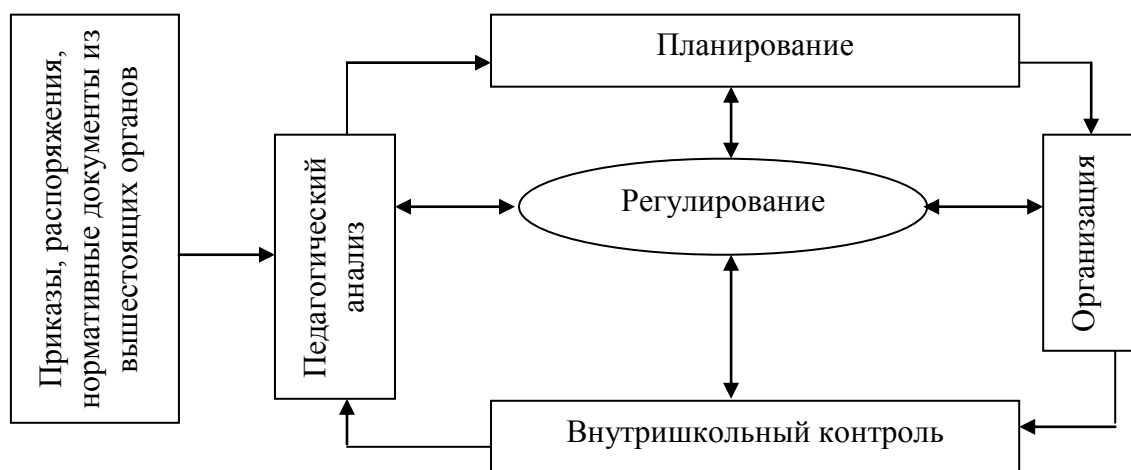 Приказы, распоряжения,
нормативные документы из
вышестоящих органов
Педагогический
анализ
Планирование
Регулирование
Организация
Внутришкольный контроль